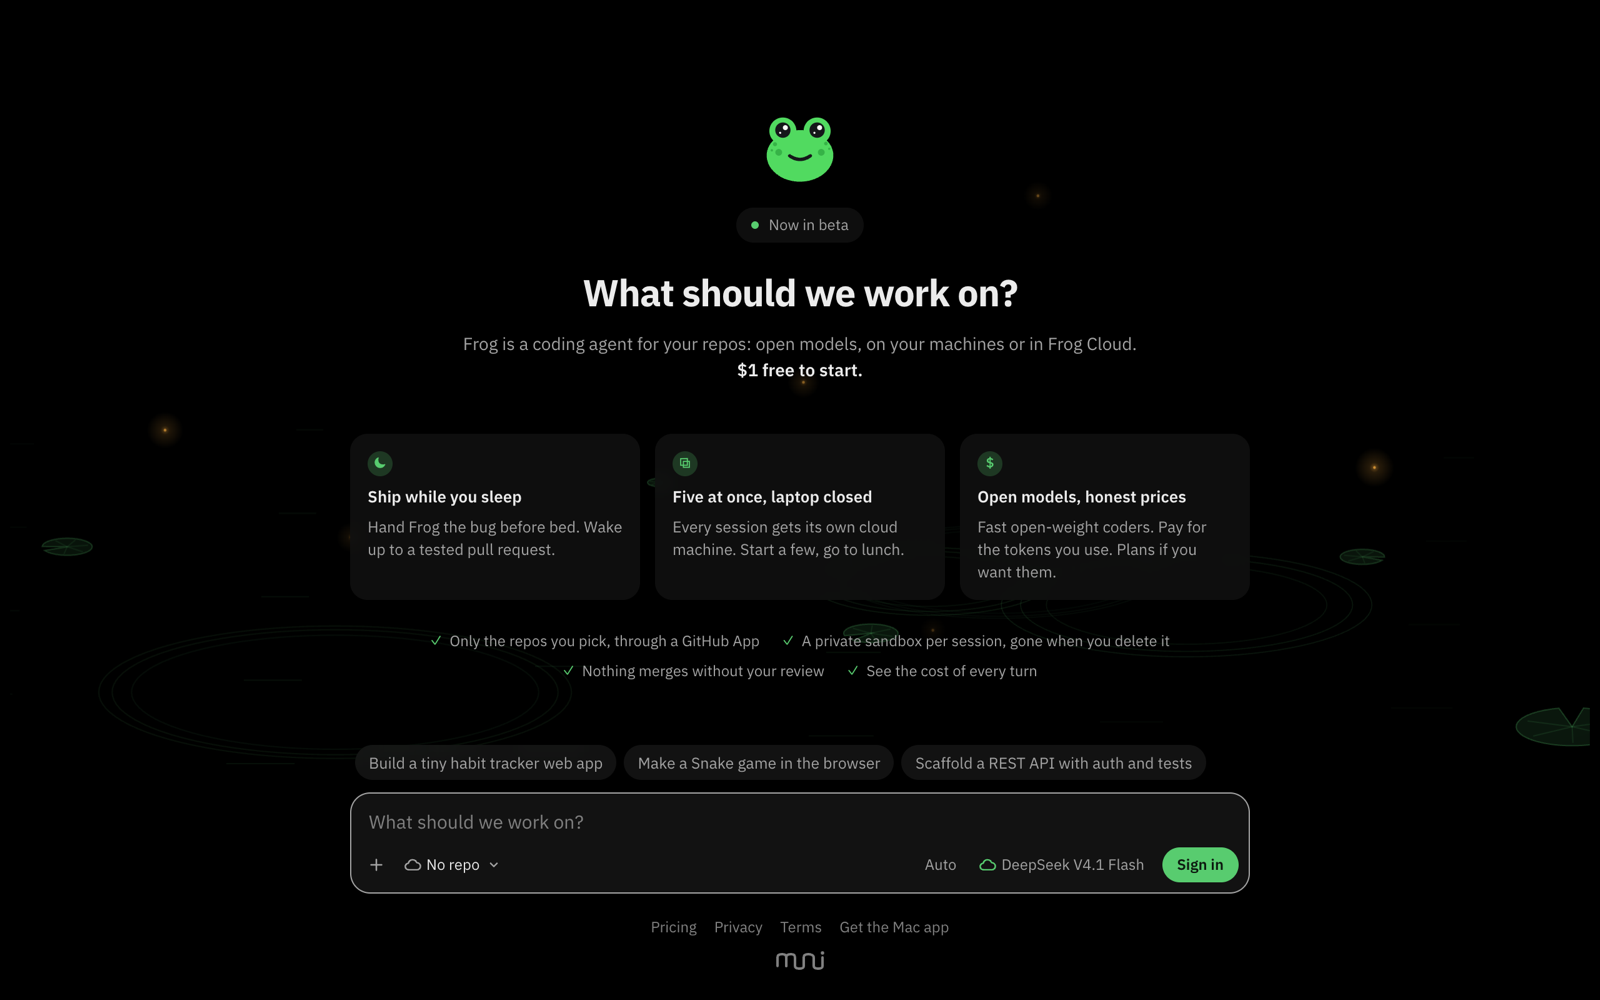 Now in beta
What should we work on?
Frog is a coding agent for your repos: open models, on your machines or in Frog Cloud.
$1 free to start.
Ship while you sleep
Hand Frog the bug before bed. Wake
up to a tested pull request.
Five at once, laptop closed
Every session gets its own cloud
machine. Start a few, go to lunch.
$
Open models, honest prices
Fast open-weight coders. Pay for
the tokens you use. Plans if you
want them.
✓ Only the repos you pick, through a GitHub App ✓ A private sandbox per session, gone when you delete it
✓ Nothing merges without your review ✓ See the cost of every turn
Build a tiny habit tracker web app Make a Snake game in the browser Scaffold a REST API with auth and tests
What should we work on?
+ No repo Auto DeepSeek V4.1 Flash Sign in
Pricing Privacy Terms Get the Mac app
muni